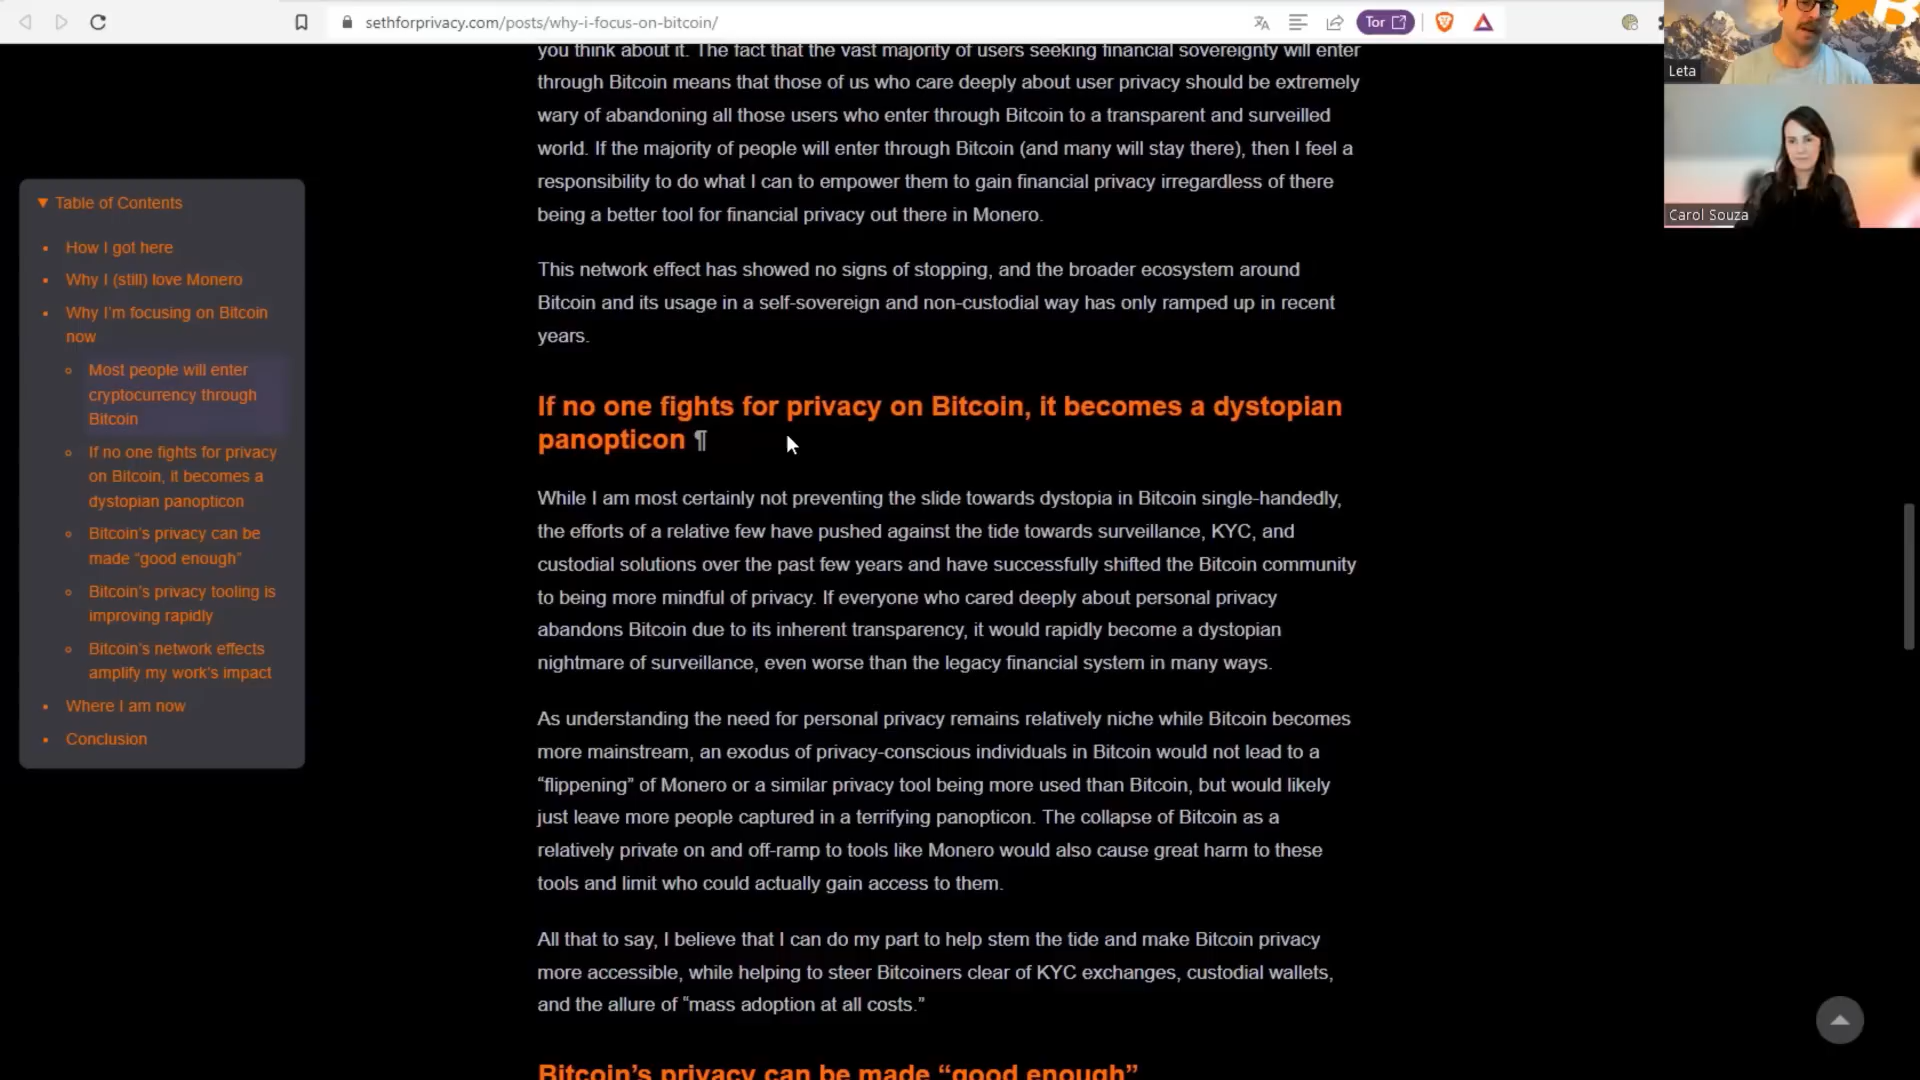 sethforprivacy.com/posts/why-i-focus-on-bitcoin/
Tor
Leta
Carol Souza
Table of Contents
How I got here
Why I (still) love Monero
Why I'm focusing on Bitcoin
now
Most people will enter
cryptocurrency through
Bitcoin
If no one fights for privacy
on Bitcoin, it becomes a
dystopian panopticon
Bitcoin's privacy can be
made “good enough”
Bitcoin's privacy tooling is
improving rapidly
Bitcoin's network effects
amplify my work's impact
Where I am now
Conclusion
you think about it. The fact that the vast majority of users seeking financial sovereignty will enter
through Bitcoin means that those of us who care deeply about user privacy should be extremely
wary of abandoning all those users who enter through Bitcoin to a transparent and surveilled
world. If the majority of people will enter through Bitcoin (and many will stay there), then I feel a
responsibility to do what I can to empower them to gain financial privacy irregardless of there
being a better tool for financial privacy out there in Monero.
This network effect has showed no signs of stopping, and the broader ecosystem around
Bitcoin and its usage in a self-sovereign and non-custodial way has only ramped up in recent
years.
If no one fights for privacy on Bitcoin, it becomes a dystopian
panopticon ¶
While I am most certainly not preventing the slide towards dystopia in Bitcoin single-handedly,
the efforts of a relative few have pushed against the tide towards surveillance, KYC, and
custodial solutions over the past few years and have successfully shifted the Bitcoin community
to being more mindful of privacy. If everyone who cared deeply about personal privacy
abandons Bitcoin due to its inherent transparency, it would rapidly become a dystopian
nightmare of surveillance, even worse than the legacy financial system in many ways.
As understanding the need for personal privacy remains relatively niche while Bitcoin becomes
more mainstream, an exodus of privacy-conscious individuals in Bitcoin would not lead to a
“flippening” of Monero or a similar privacy tool being more used than Bitcoin, but would likely
just leave more people captured in a terrifying panopticon. The collapse of Bitcoin as a
relatively private on and off-ramp to tools like Monero would also cause great harm to these
tools and limit who could actually gain access to them.
All that to say, I believe that I can do my part to help stem the tide and make Bitcoin privacy
more accessible, while helping to steer Bitcoiners clear of KYC exchanges, custodial wallets,
and the allure of “mass adoption at all costs.”
Bitcoin's privacy can be made “good enough”